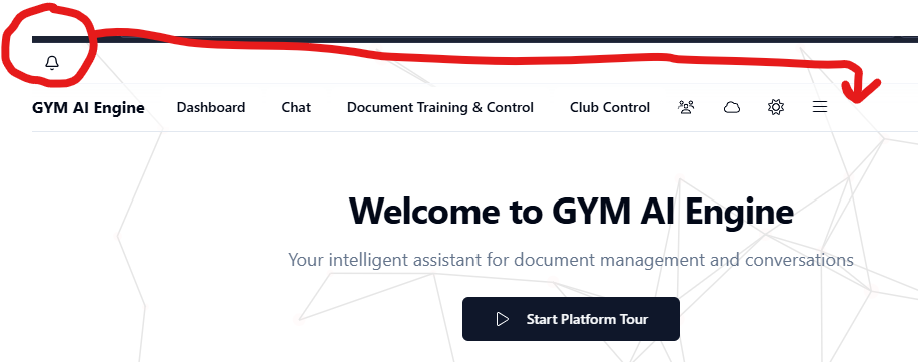 GYM AI Engine Dashboard Chat Document Training & Control Club Control
Welcome to GYM AI Engine
Your intelligent assistant for document management and conversations
Start Platform Tour